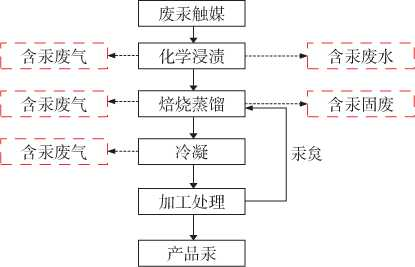 废汞触媒
含汞废气
化学浸渍
含汞废水
含汞废气
焙烧蒸馏
含汞固废
含汞废气
冷凝
汞炱
加工处理
产品汞